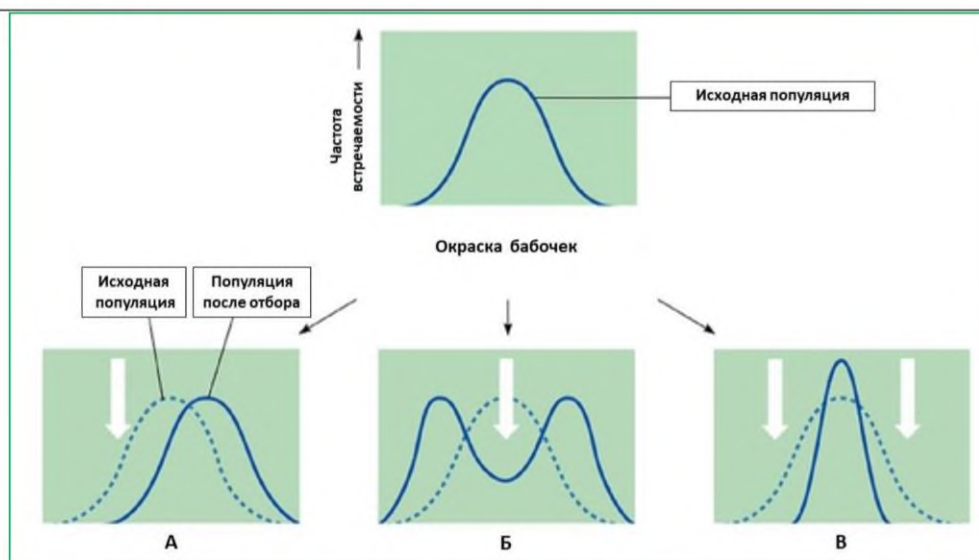 Частота
встречаемости
Исходная популяция
Окраска бабочек
Исходная
популяция
Популяция
после отбора
А
Б
В